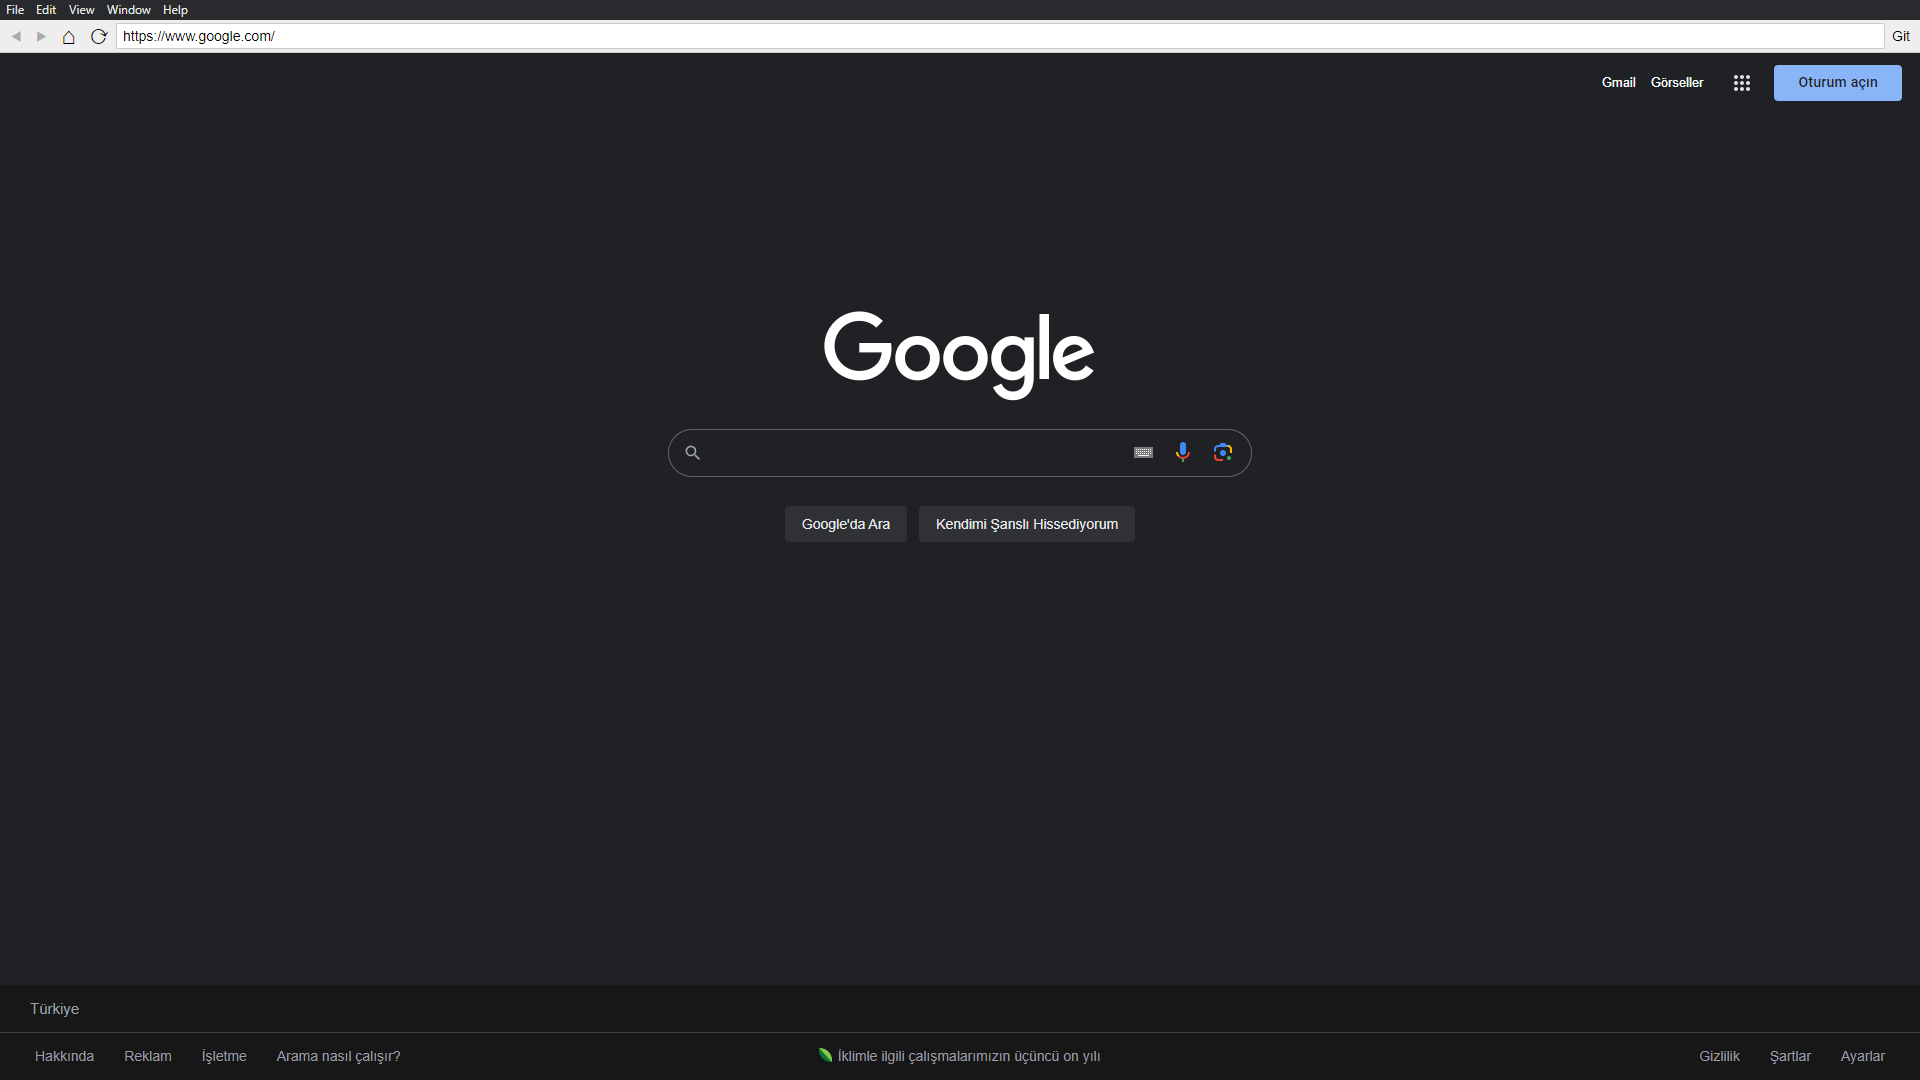 File Edit View Window Help
https://www.google.com/ Git
Gmail Görseller Oturum açın
Google
Google'da Ara Kendimi Şanslı Hissediyorum
Türkiye
Hakkında Reklam İşletme Arama nasıl çalışır? İklimle ilgili çalışmalarımızın üçüncü on yılı Gizlilik Şartlar Ayarlar